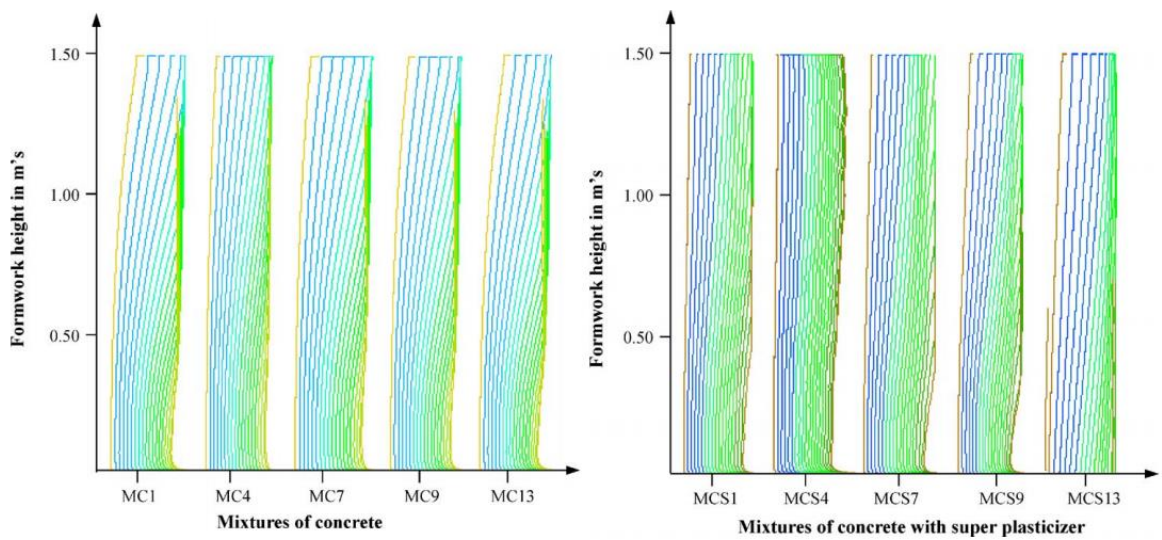 Formwork height in m's
1.50
1.00
0.50
MC1 MC4 MC7 MC9 MC13
Mixtures of concrete
Formwork height in m's
1.50
1.00
0.50
MCS1 MCS4 MCS7 MCS9 MCS13
Mixtures of concrete with super plasticizer